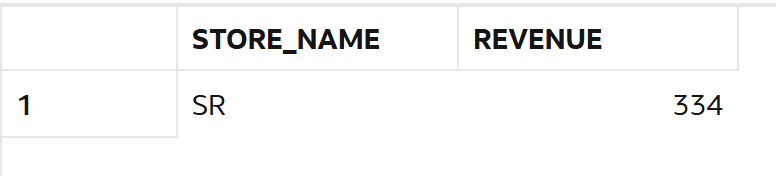 STORE_NAME REVENUE
1 SR 334